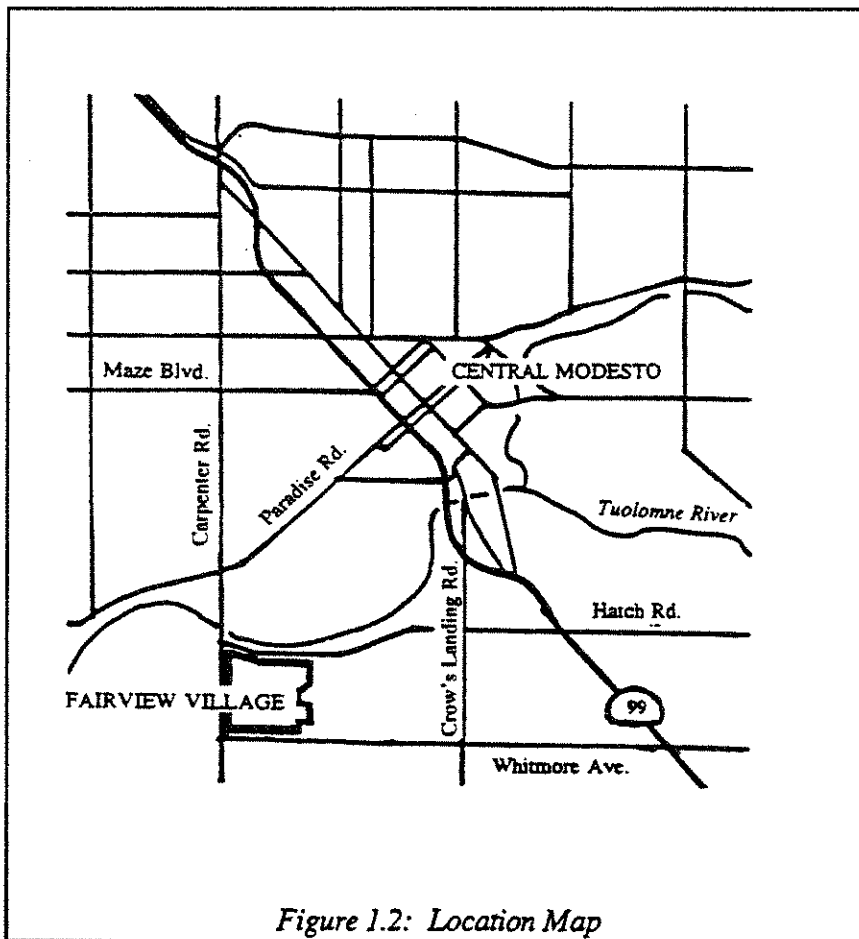 Maze Blvd.
CENTRAL MODESTO
Carpenter Rd.
Paradise Rd.
Tuolomne River
Crow's Landing Rd.
Hatch Rd.
FAIRVIEW VILLAGE
99
Whitmore Ave.
Figure 1.2: Location Map